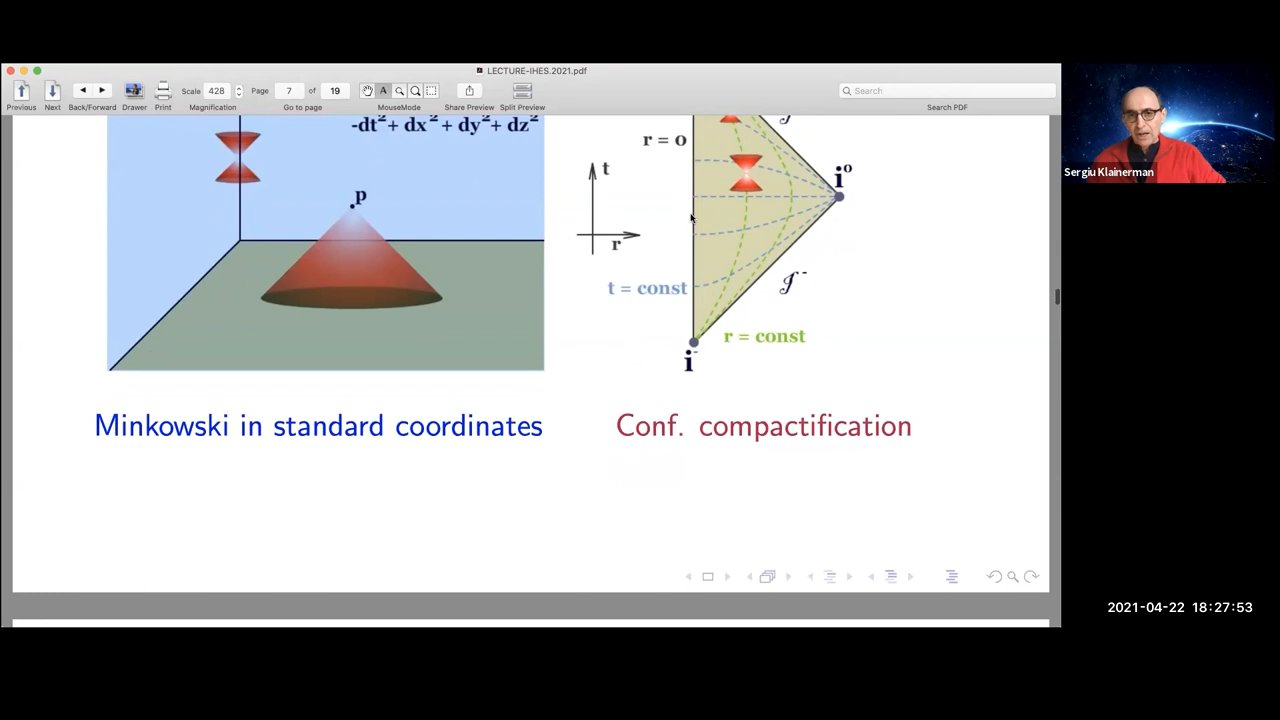 LECTURE-IHES.2021.pdf
Previous Next Back/Forward Drawer Print Scale 428 Magnification Page 7 of 19 Go to page A MouseMode Share Preview Split Preview Search Search PDF
-dt²+ dx²+ dy²+ dz²
p
r = 0
t
r
i⁰
t = const
𝒥⁻
r = const
i⁻
Minkowski in standard coordinates
Conf. compactification
Sergiu Klainerman
2021-04-22 18:27:53